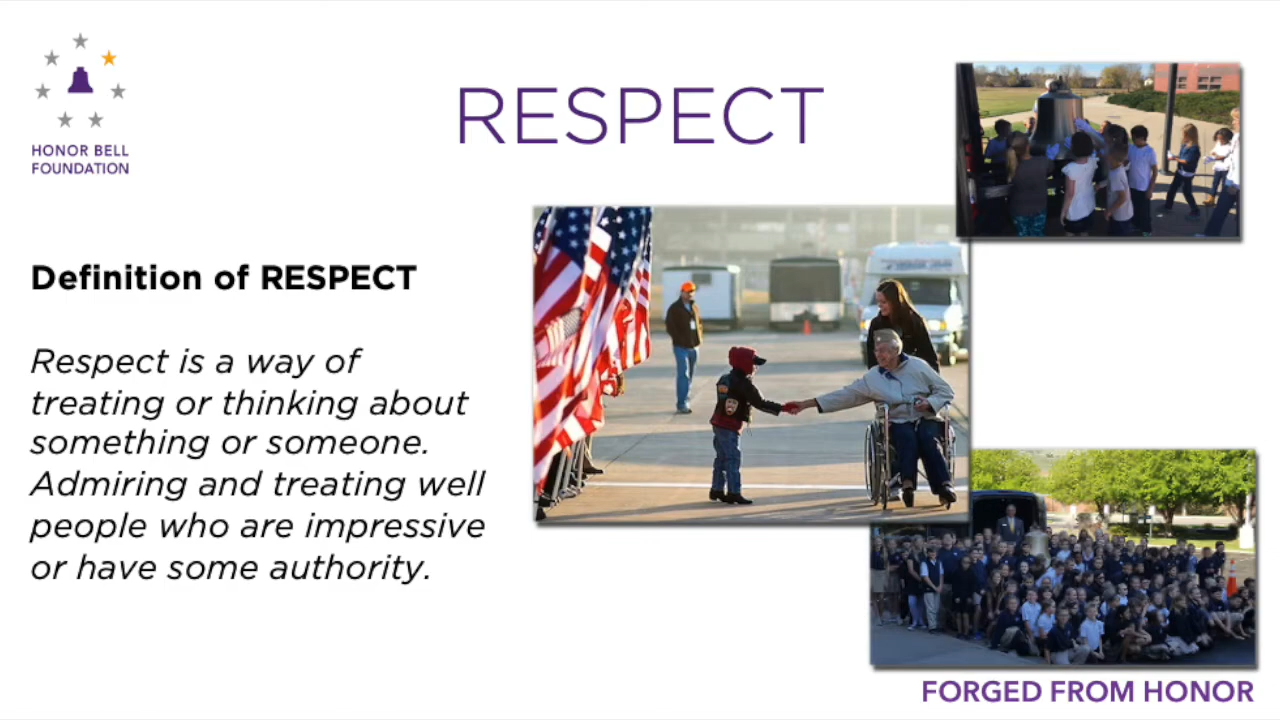 HONOR BELL
FOUNDATION
RESPECT
Definition of RESPECT
Respect is a way of
treating or thinking about
something or someone.
Admiring and treating well
people who are impressive
or have some authority.
FORGED FROM HONOR